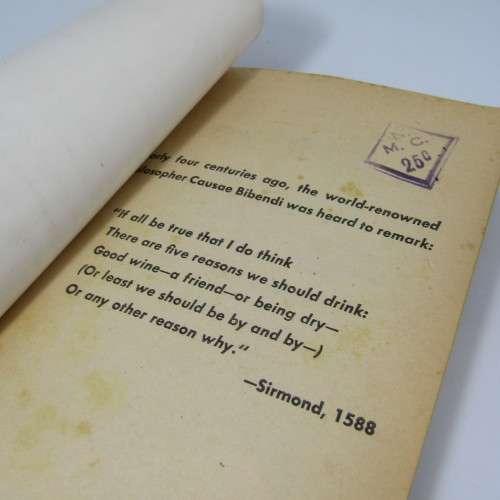 M. C.
25¢
four centuries ago, the world-renowned
Causae Bibendi was heard to remark:
"If all be true that I do think
There are five reasons we should drink:
Good wine—a friend—or being dry—
(Or least we should be by and by—)
Or any other reason why."
—Sirmond, 1588